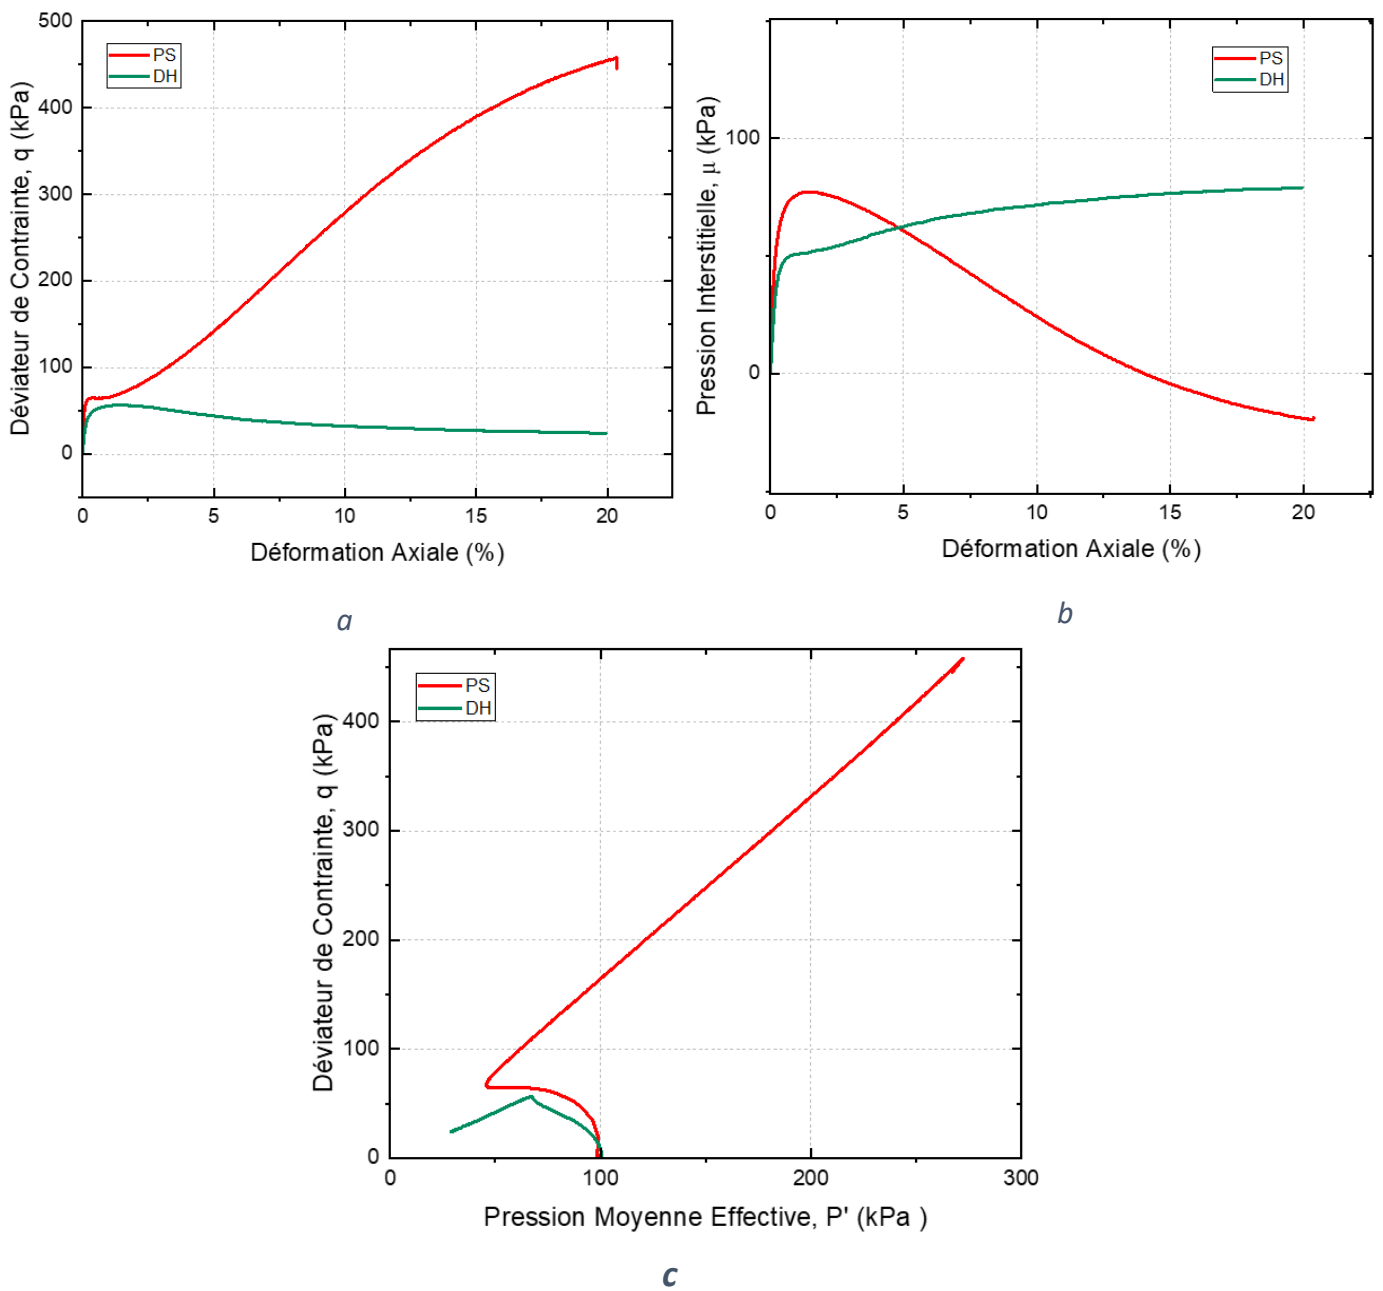 500
400
300
200
100
0
0
5
10
15
20
PS
DH
Déviateur de Contrainte, q (kPa)
Déformation Axiale (%)
a
100
0
0
5
10
15
20
PS
DH
Pression Interstitielle, μ (kPa)
Déformation Axiale (%)
b
400
300
200
100
0
0
100
200
300
PS
DH
Déviateur de Contrainte, q (kPa)
Pression Moyenne Effective, P' (kPa )
c